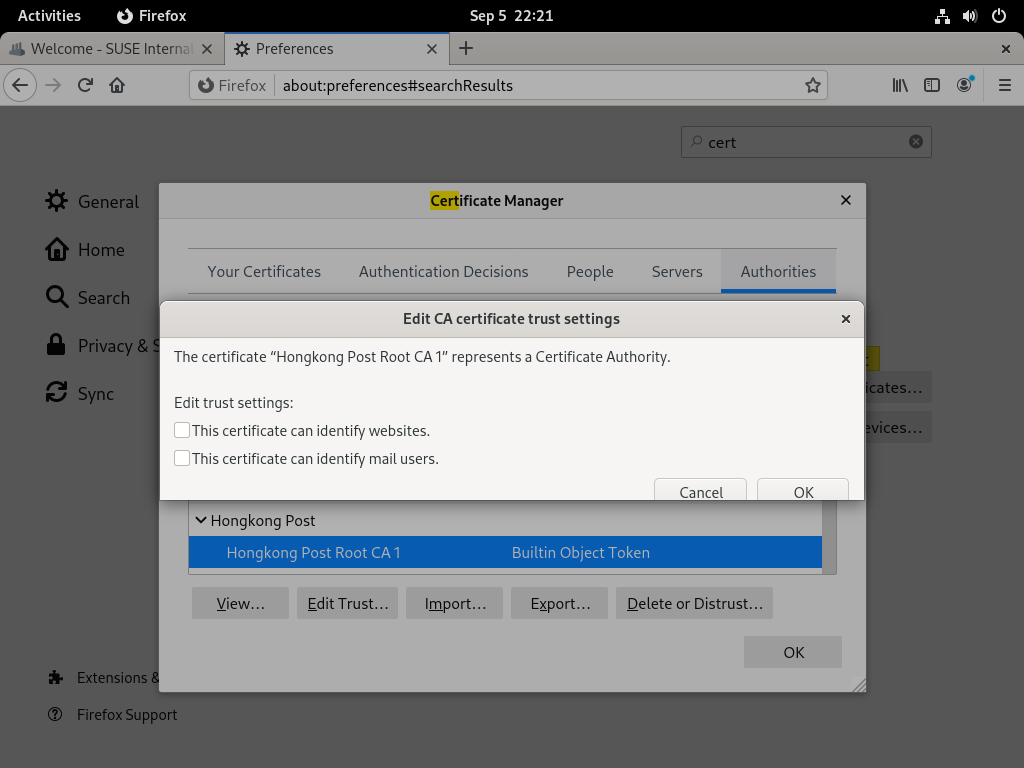 Activities Firefox Sep 5 22:21
Welcome - SUSE Interna Preferences
Firefox about:preferences#searchResults
cert
General
Home
Search
Privacy & S
Sync
Extensions &
Firefox Support
Certificate Manager
Your Certificates Authentication Decisions People Servers Authorities
icates…
evices…
Edit CA certificate trust settings
The certificate “Hongkong Post Root CA 1” represents a Certificate Authority.
Edit trust settings:
This certificate can identify websites.
This certificate can identify mail users.
Cancel OK
Hongkong Post
Hongkong Post Root CA 1 Builtin Object Token
View… Edit Trust… Import… Export… Delete or Distrust…
OK